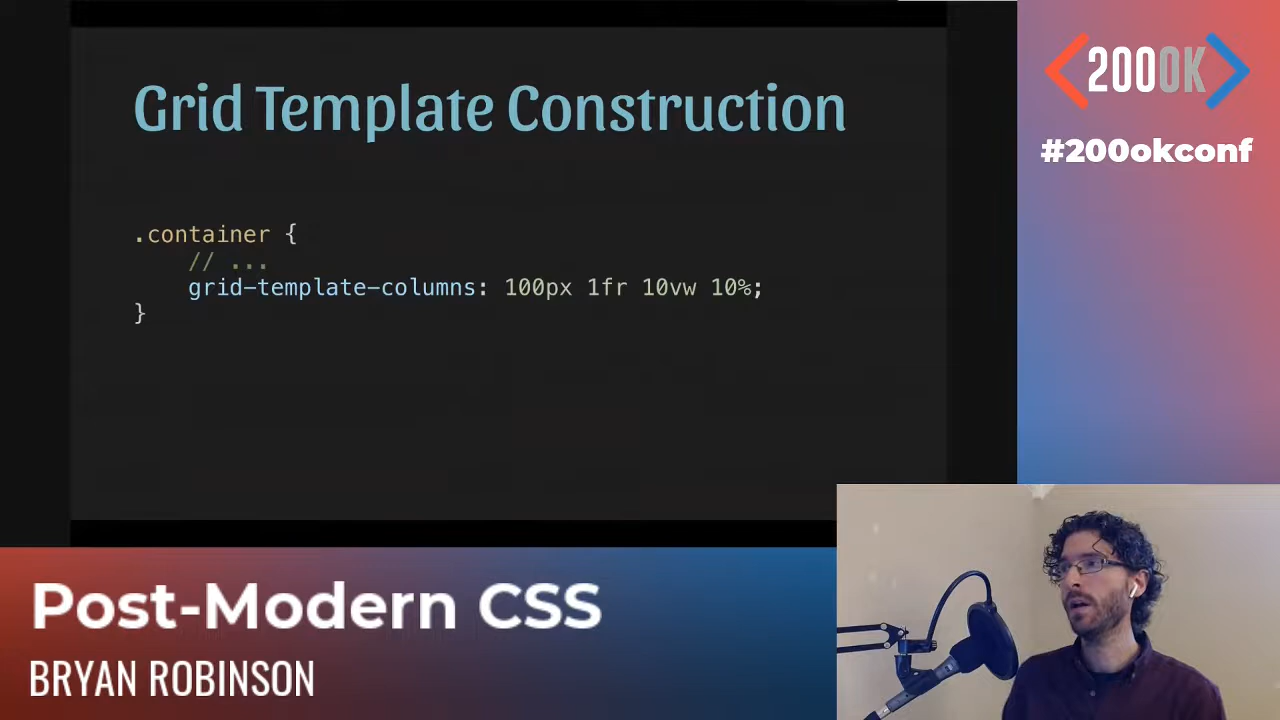 Grid Template Construction
.container {
// ...
grid-template-columns: 100px 1fr 10vw 10%;
}
200OK
#200okconf
Post-Modern CSS
BRYAN ROBINSON